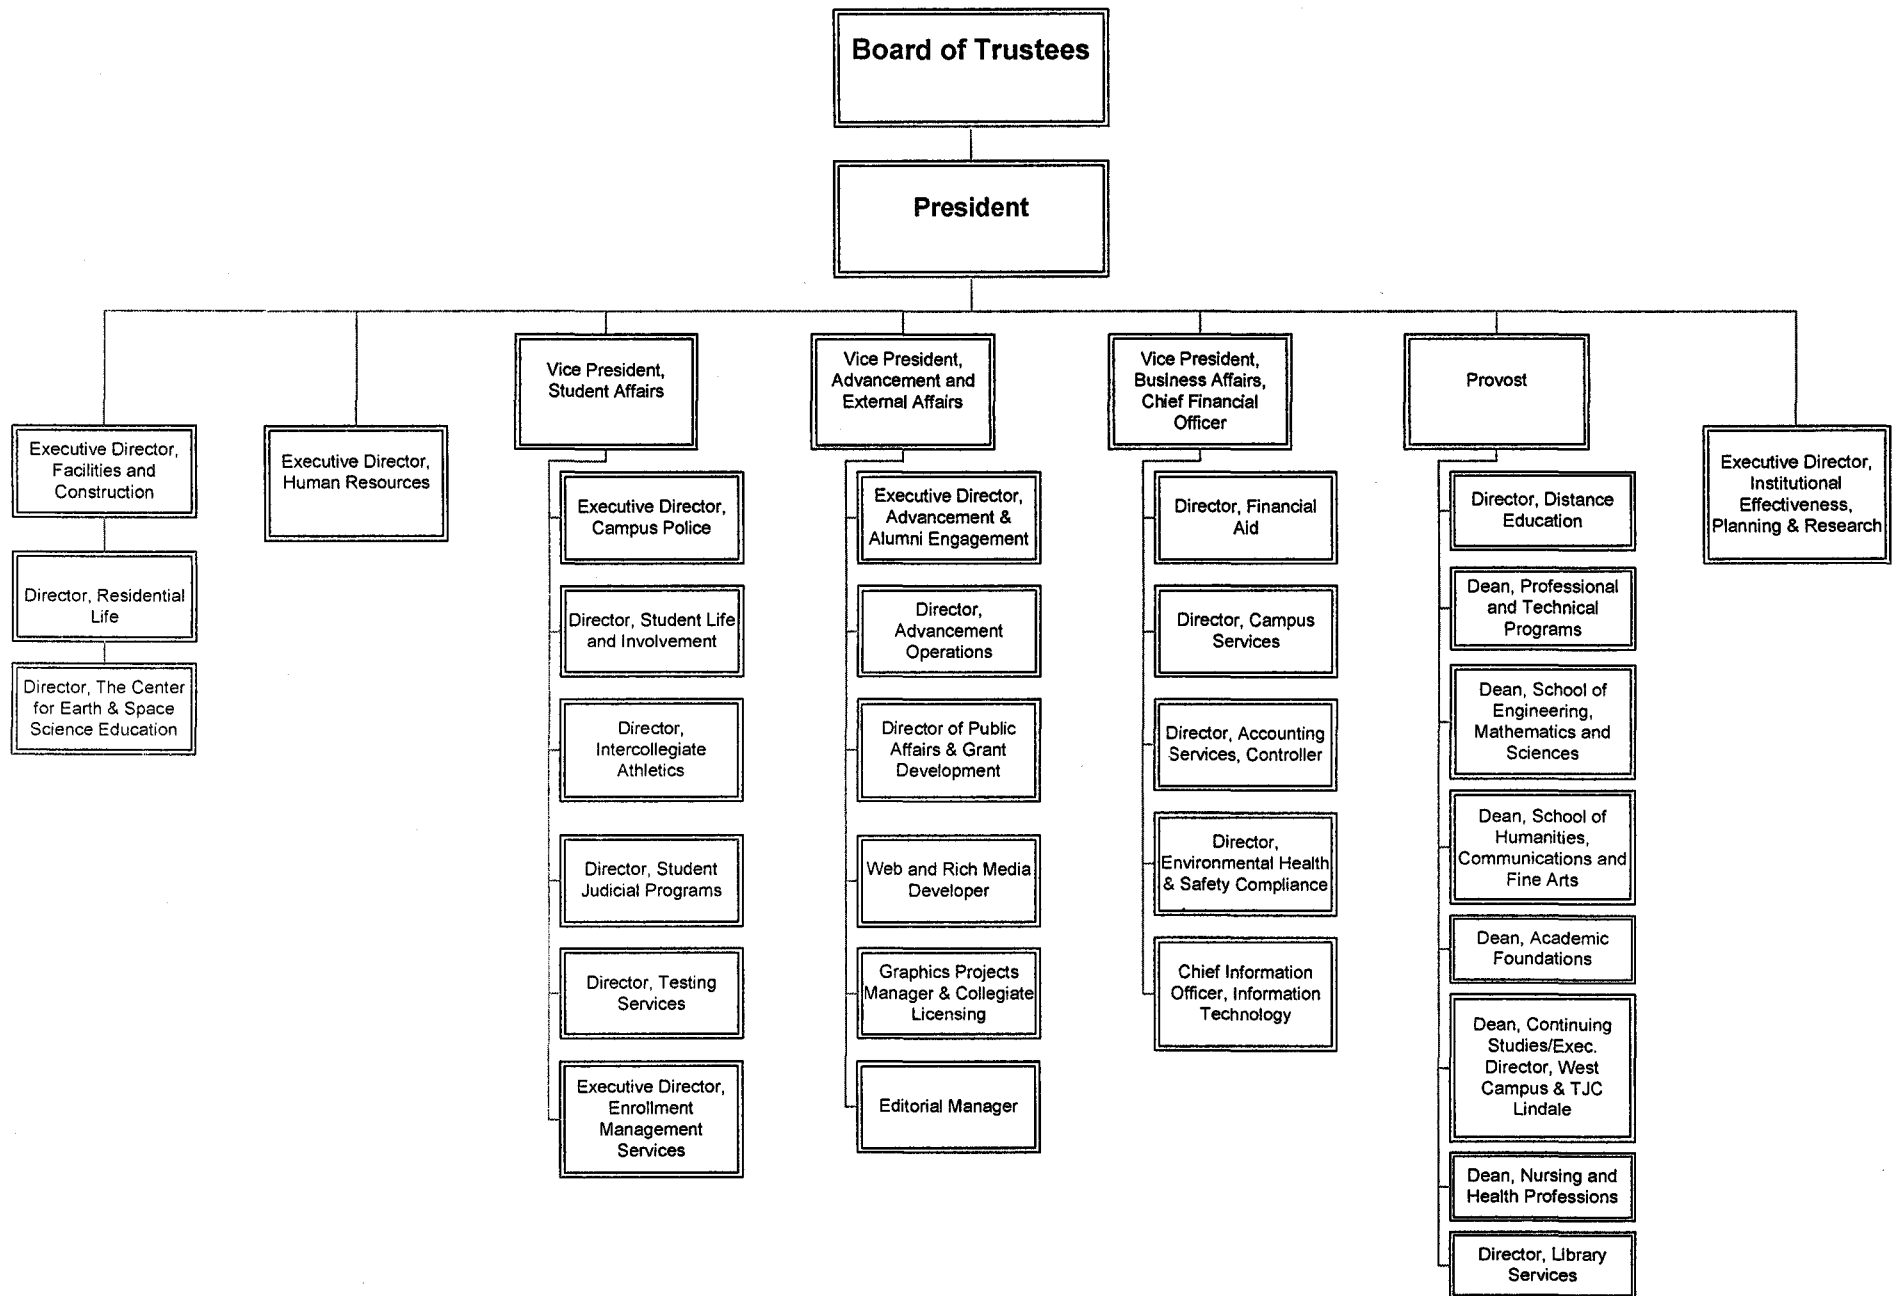 Board of Trustees
President
Vice President,
Student Affairs
Vice President,
Advancement and
External Affairs
Vice President,
Business Affairs,
Chief Financial
Officer
Provost
Executive Director,
Facilities and
Construction
Director, Residential
Life
Director, The Center
for Earth & Space
Science Education
Executive Director,
Human Resources
Executive Director,
Campus Police
Director, Student Life
and Involvement
Director,
Intercollegiate
Athletics
Director, Student
Judicial Programs
Director, Testing
Services
Executive Director,
Enrollment
Management
Services
Executive Director,
Advancement &
Alumni Engagement
Director,
Advancement
Operations
Director of Public
Affairs & Grant
Development
Web and Rich Media
Developer
Graphics Projects
Manager & Collegiate
Licensing
Editorial Manager
Director, Financial
Aid
Director, Campus
Services
Director, Accounting
Services, Controller
Director,
Environmental Health
& Safety Compliance
Chief Information
Officer, Information
Technology
Director, Distance
Education
Dean, Professional
and Technical
Programs
Dean, School of
Engineering,
Mathematics and
Sciences
Dean, School of
Humanities,
Communications and
Fine Arts
Dean, Academic
Foundations
Dean, Continuing
Studies/Exec.
Director, West
Campus & TJC
Lindale
Dean, Nursing and
Health Professions
Director, Library
Services
Executive Director,
Institutional
Effectiveness,
Planning & Research